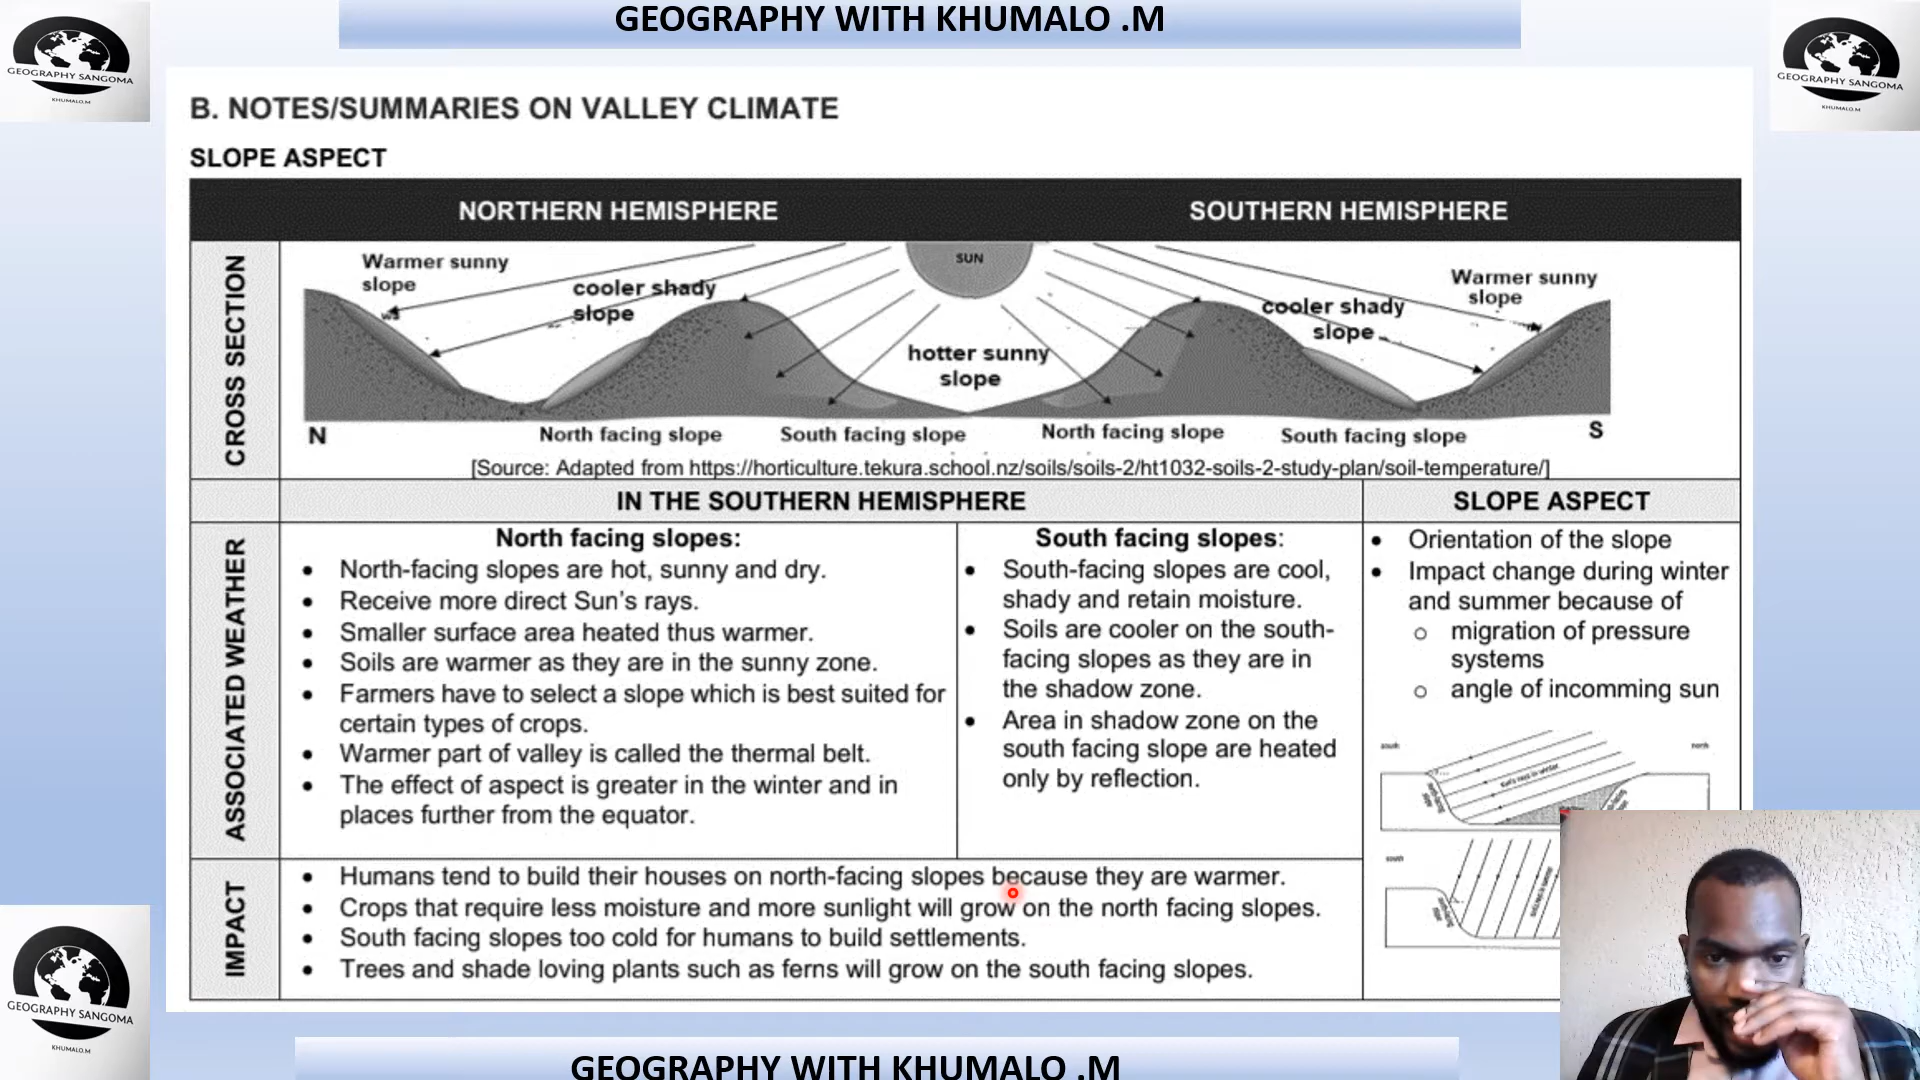 GEOGRAPHY WITH KHUMALO .M
GEOGRAPHY SANGOMA
KHUMALO.M
GEOGRAPHY SANGOMA
KHUMALO.M
B. NOTES/SUMMARIES ON VALLEY CLIMATE
SLOPE ASPECT
NORTHERN HEMISPHERE
SOUTHERN HEMISPHERE
CROSS SECTION
Warmer sunny
slope
cooler shady
slope
SUN
hotter sunny
slope
cooler shady
slope
Warmer sunny
slope
N
North facing slope
South facing slope
North facing slope
South facing slope
S
[Source: Adapted from https://horticulture.tekura.school.nz/soils/soils-2/ht1032-soils-2-study-plan/soil-temperature/]
IN THE SOUTHERN HEMISPHERE
SLOPE ASPECT
ASSOCIATED WEATHER
North facing slopes:
• North-facing slopes are hot, sunny and dry.
• Receive more direct Sun's rays.
• Smaller surface area heated thus warmer.
• Soils are warmer as they are in the sunny zone.
• Farmers have to select a slope which is best suited for
certain types of crops.
• Warmer part of valley is called the thermal belt.
• The effect of aspect is greater in the winter and in
places further from the equator.
South facing slopes:
• South-facing slopes are cool,
shady and retain moisture.
• Soils are cooler on the south-
facing slopes as they are in
the shadow zone.
• Area in shadow zone on the
south facing slope are heated
only by reflection.
• Orientation of the slope
• Impact change during winter
and summer because of
o migration of pressure
systems
o angle of incomming sun
south
north
south
IMPACT
• Humans tend to build their houses on north-facing slopes because they are warmer.
• Crops that require less moisture and more sunlight will grow on the north facing slopes.
• South facing slopes too cold for humans to build settlements.
• Trees and shade loving plants such as ferns will grow on the south facing slopes.
GEOGRAPHY SANGOMA
KHUMALO.M
GEOGRAPHY WITH KHUMALO .M